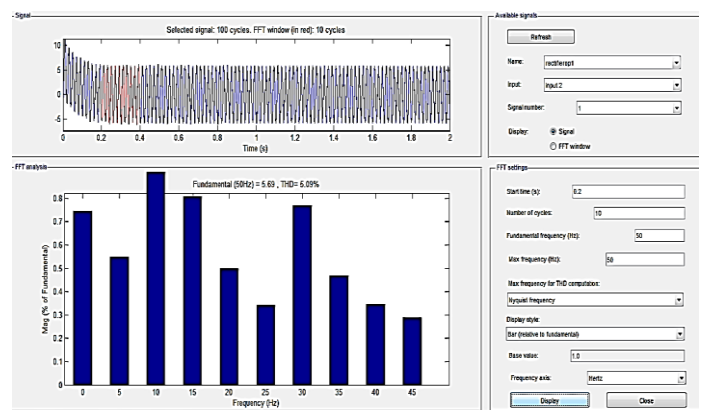 Signal
Selected signal: 100 cycles. FFT window (in red): 10 cycles
10
5
0
-5
0 0.2 0.4 0.6 0.8 1 1.2 1.4 1.6 1.8 2
Time (s)
FFT analysis
Fundamental (50Hz) = 5.69 , THD= 6.09%
0.8
0.7
0.6
0.5
0.4
0.3
0.2
0.1
0
Mag (% of Fundamental)
0 5 10 15 20 25 30 35 40 45
Frequency (Hz)
Available signals
Refresh
Name:
Input:
input 2
Signal number:
1
Display:
Signal
FFT window
FFT settings
Start time (s):
0.2
Number of cycles:
10
Fundamental frequency (Hz):
50
Max frequency (Hz):
50
Max frequency for THD computation:
Nyquist frequency
Display style:
Bar (relative to fundamental)
Base value:
1.0
Frequency axis:
Hertz
Display
Close